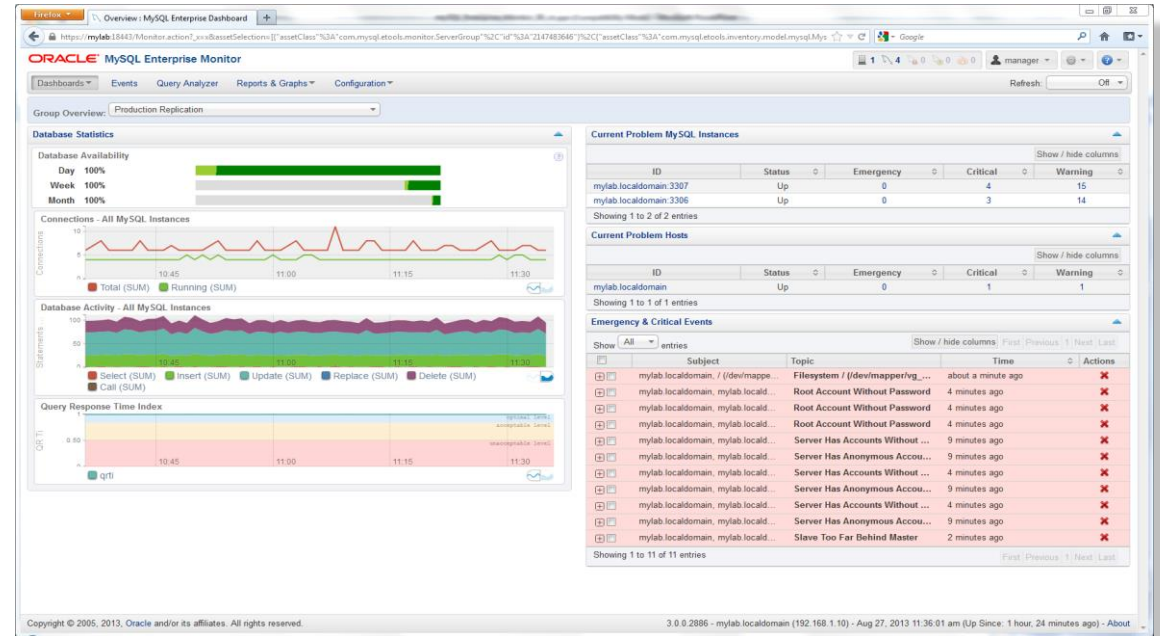 Firefox
Overview : MySQL Enterprise Dashboard
https://mylab:18443/Monitor.action?_x=&assetSelection=[{"assetClass"%3A"com.mysql.etools.monitor.ServerGroup"%2C"id"%3A"2147483646"}%2C{"assetClass"%3A"com.mysql.etools.inventory.model.mysql.Mys
Google
ORACLE MySQL Enterprise Monitor
1 4 0 0 0 manager
Dashboards Events Query Analyzer Reports & Graphs Configuration Refresh: Off
Group Overview: Production Replication
Database Statistics
Database Availability
Day 100%
Week 100%
Month 100%
Connections - All MySQL Instances
Connections
10
5
0
10:45 11:00 11:15 11:30
Total (SUM) Running (SUM)
Database Activity - All MySQL Instances
Statements
100
50
0
10:45 11:00 11:15 11:30
Select (SUM) Insert (SUM) Update (SUM) Replace (SUM) Delete (SUM)
Call (SUM)
Query Response Time Index
QRTi
1
0.50
0
optimal level
acceptable level
unacceptable level
10:45 11:00 11:15 11:30
qrti
Current Problem MySQL Instances
Show / hide columns
ID Status Emergency Critical Warning
mylab.localdomain:3307 Up 0 4 15
mylab.localdomain:3306 Up 0 3 14
Showing 1 to 2 of 2 entries
Current Problem Hosts
Show / hide columns
ID Status Emergency Critical Warning
mylab.localdomain Up 0 1 1
Showing 1 to 1 of 1 entries
Emergency & Critical Events
Show All entries Show / hide columns First Previous 1 Next Last
Subject Topic Time Actions
mylab.localdomain, / (/dev/mappe... Filesystem / (/dev/mapper/vg_... about a minute ago
mylab.localdomain, mylab.locald... Root Account Without Password 4 minutes ago
mylab.localdomain, mylab.locald... Root Account Without Password 4 minutes ago
mylab.localdomain, mylab.locald... Root Account Without Password 4 minutes ago
mylab.localdomain, mylab.locald... Server Has Accounts Without ... 9 minutes ago
mylab.localdomain, mylab.locald... Server Has Anonymous Accou... 9 minutes ago
mylab.localdomain, mylab.locald... Server Has Accounts Without ... 4 minutes ago
mylab.localdomain, mylab.locald... Server Has Anonymous Accou... 9 minutes ago
mylab.localdomain, mylab.locald... Server Has Accounts Without ... 4 minutes ago
mylab.localdomain, mylab.locald... Server Has Anonymous Accou... 9 minutes ago
mylab.localdomain, mylab.locald... Slave Too Far Behind Master 2 minutes ago
Showing 1 to 11 of 11 entries First Previous 1 Next Last
Copyright © 2005, 2013, Oracle and/or its affiliates. All rights reserved.
3.0.0.2886 - mylab.localdomain (192.168.1.10) - Aug 27, 2013 11:36:01 am (Up Since: 1 hour, 24 minutes ago) - About